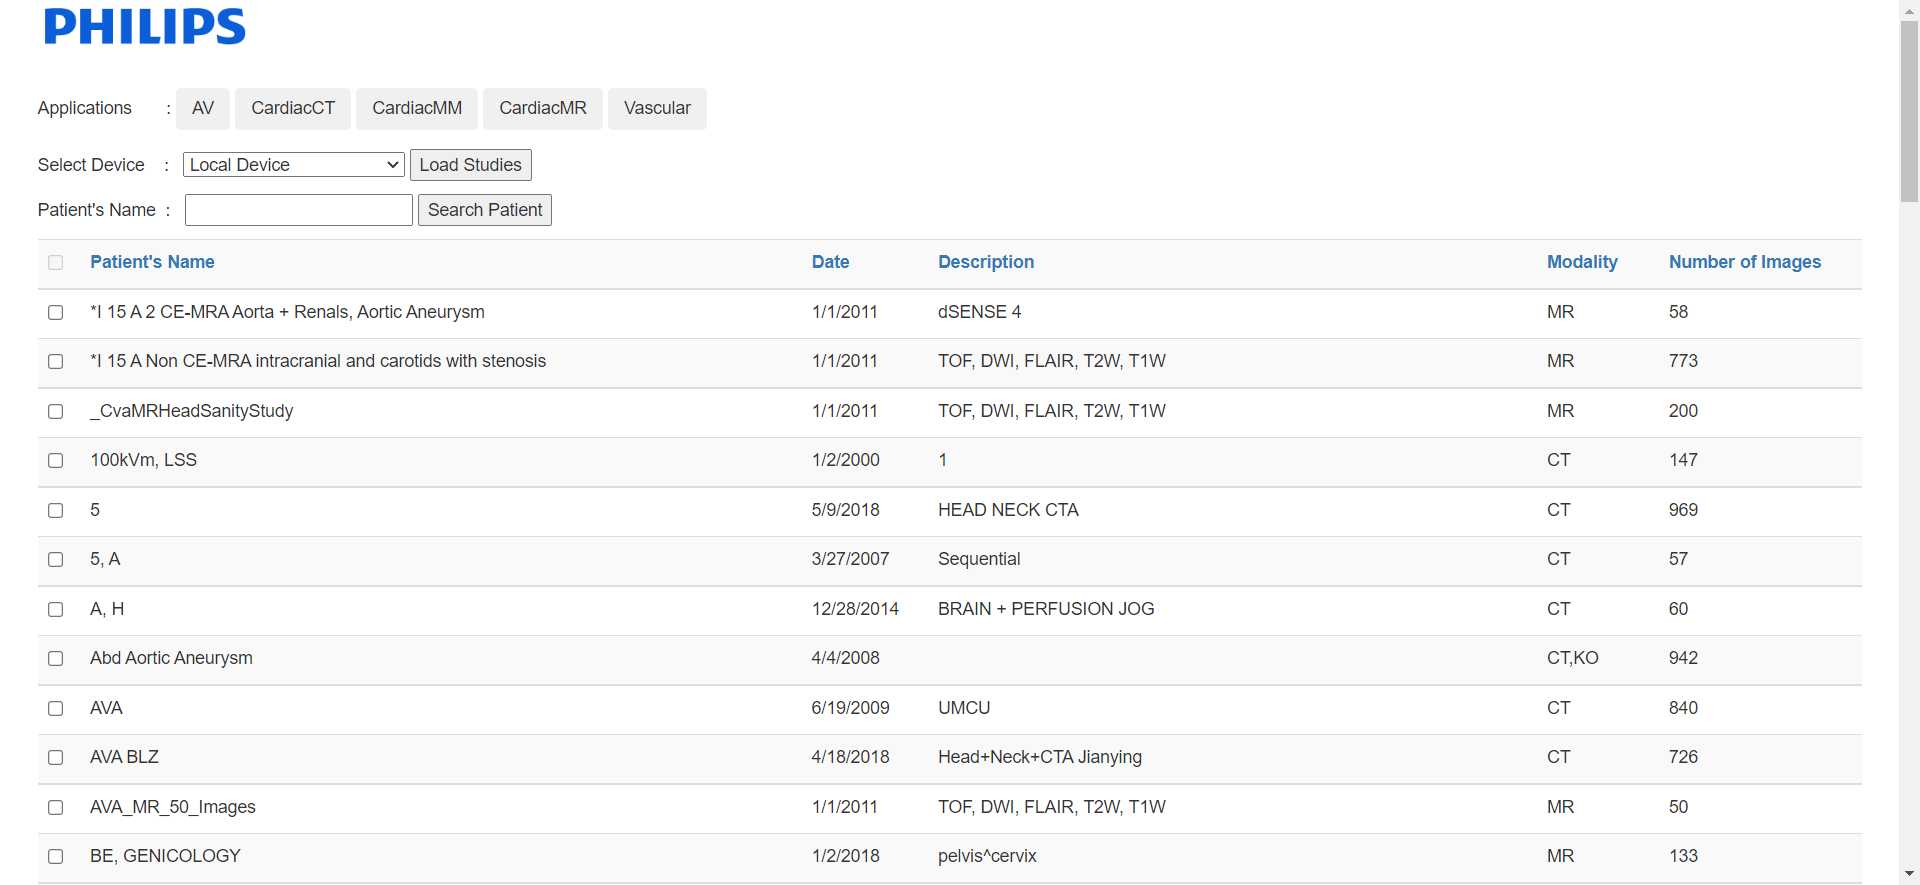 PHILIPS
Applications : AV CardiacCT CardiacMM CardiacMR Vascular
Select Device : Local Device Load Studies
Patient's Name : Search Patient
Patient's Name Date Description Modality Number of Images
*I 15 A 2 CE-MRA Aorta + Renals, Aortic Aneurysm 1/1/2011 dSENSE 4 MR 58
*I 15 A Non CE-MRA intracranial and carotids with stenosis 1/1/2011 TOF, DWI, FLAIR, T2W, T1W MR 773
_CvaMRHeadSanityStudy 1/1/2011 TOF, DWI, FLAIR, T2W, T1W MR 200
100kVm, LSS 1/2/2000 1 CT 147
5 5/9/2018 HEAD NECK CTA CT 969
5, A 3/27/2007 Sequential CT 57
A, H 12/28/2014 BRAIN + PERFUSION JOG CT 60
Abd Aortic Aneurysm 4/4/2008 CT,KO 942
AVA 6/19/2009 UMCU CT 840
AVA BLZ 4/18/2018 Head+Neck+CTA Jianying CT 726
AVA_MR_50_Images 1/1/2011 TOF, DWI, FLAIR, T2W, T1W MR 50
BE, GENICOLOGY 1/2/2018 pelvis^cervix MR 133